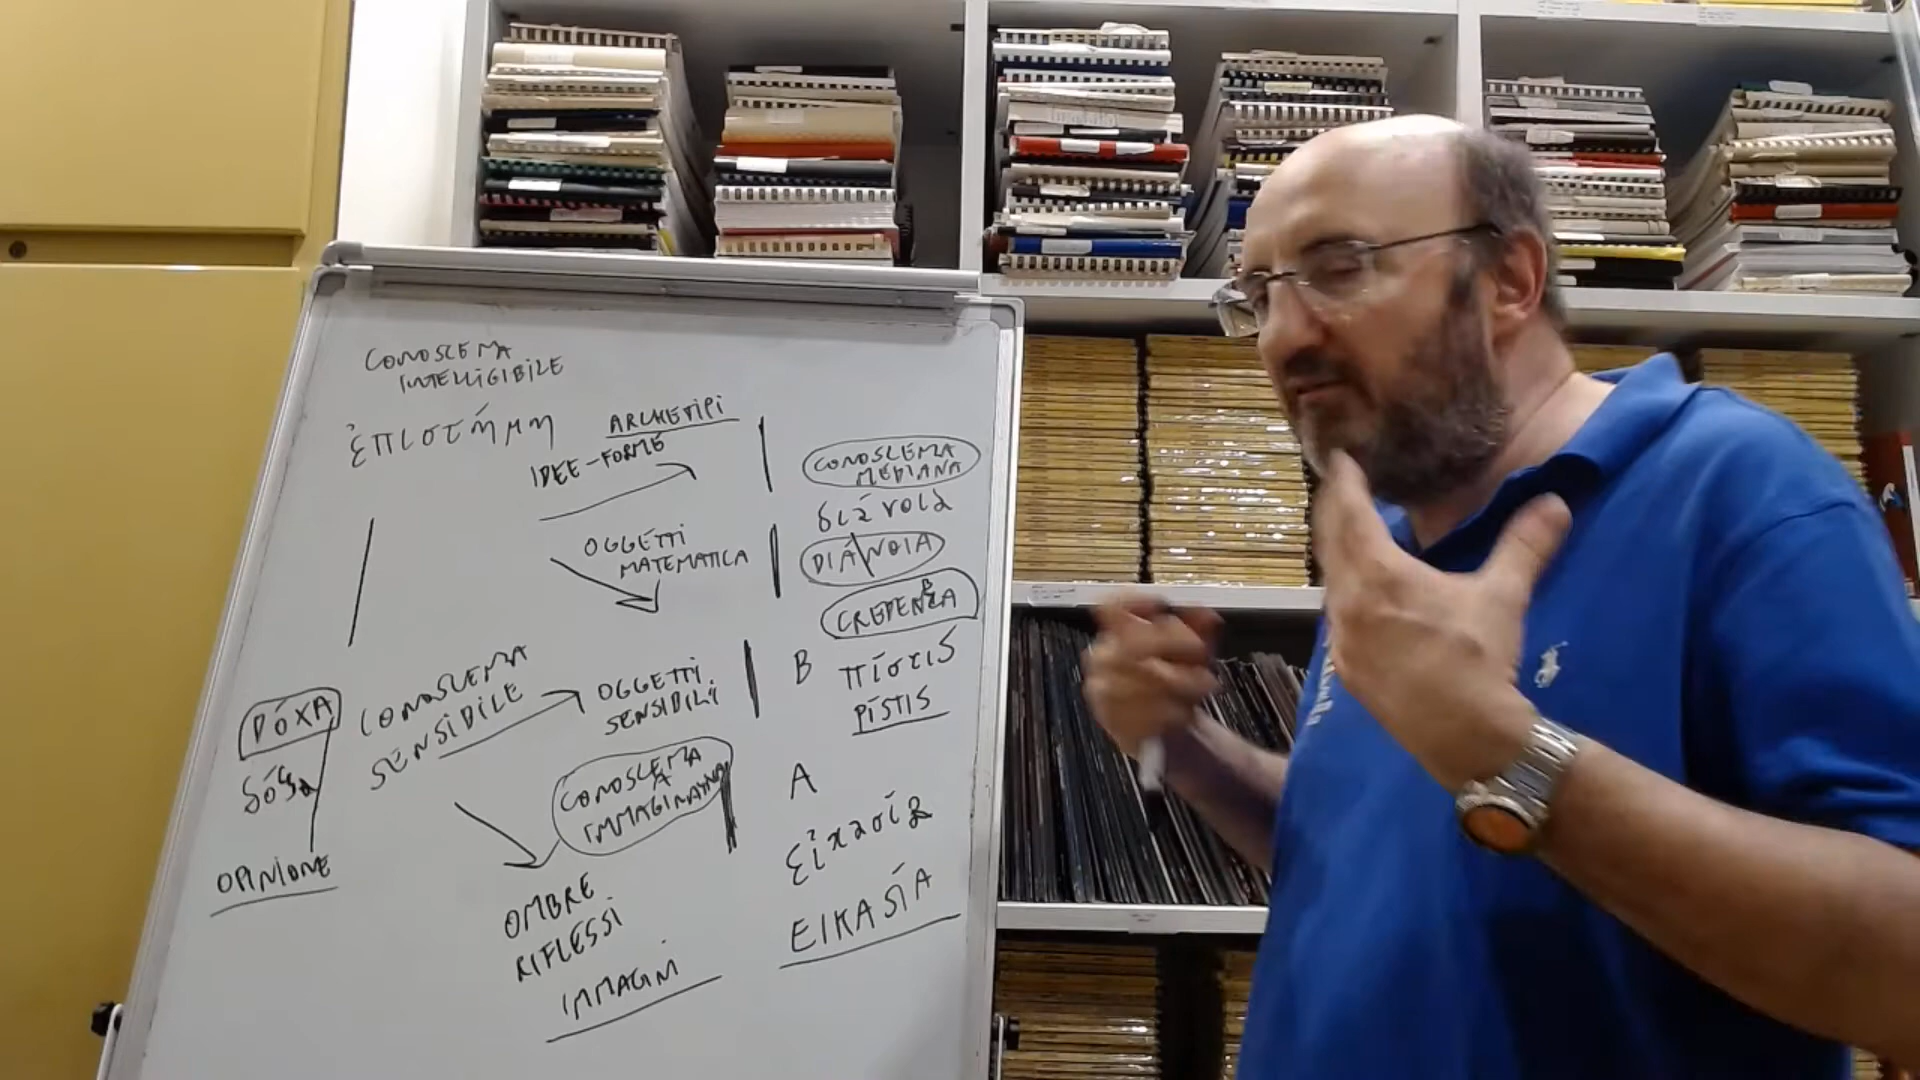 CONOSCENZA
INTELLIGIBILE
ἐπιστήμη
ARCHETIPI
IDEE-FORME
OGGETTI
MATEMATICA
CONOSCENZA
MEDIANA
διάνοια
DIÁNOIA
CREDENZA
B
B πίστις
PÍSTIS
DÓXA
δόξα
OPINIONE
CONOSCENZA
SENSIBILE
OGGETTI
SENSIBILI
CONOSCENZA
A
IMMAGINATIVA
OMBRE
RIFLESSI
IMMAGINI
A
εἰκασία
EIKASÍA